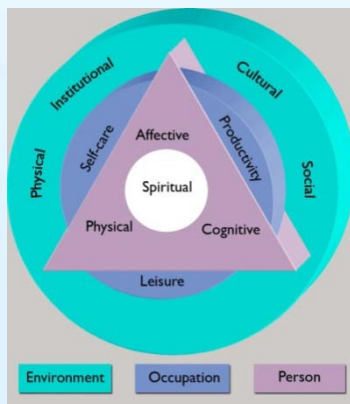 Institutional
Cultural
Physical
Social
Self-care
Productivity
Affective
Spiritual
Physical
Cognitive
Leisure
Environment
Occupation
Person